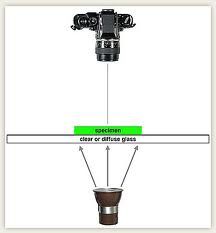 specimen
clear or diffuse glass